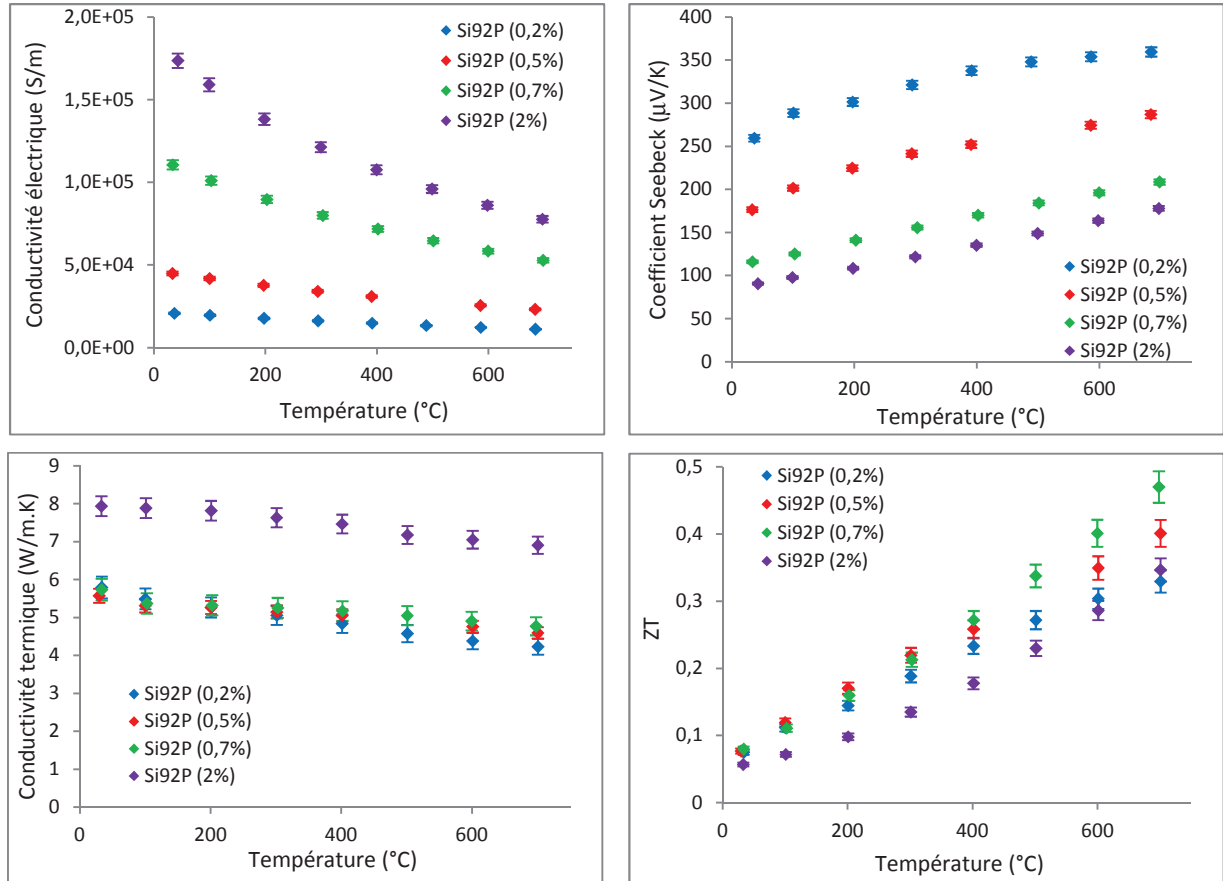 2,0E+05
1,5E+05
1,0E+05
5,0E+04
0,0E+00
Conductivité électrique (S/m)
0 200 400 600
Température (°C)
Si92P (0,2%)
Si92P (0,5%)
Si92P (0,7%)
Si92P (2%)
400
350
300
250
200
150
100
50
0
Coefficient Seebeck (µV/K)
0 200 400 600
Température (°C)
Si92P (0,2%)
Si92P (0,5%)
Si92P (0,7%)
Si92P (2%)
9
8
7
6
5
4
3
2
1
0
Conductivité termique (W/m.K)
0 200 400 600
Température (°C)
Si92P (0,2%)
Si92P (0,5%)
Si92P (0,7%)
Si92P (2%)
0,5
0,4
0,3
0,2
0,1
0
ZT
0 200 400 600
Température (°C)
Si92P (0,2%)
Si92P (0,5%)
Si92P (0,7%)
Si92P (2%)